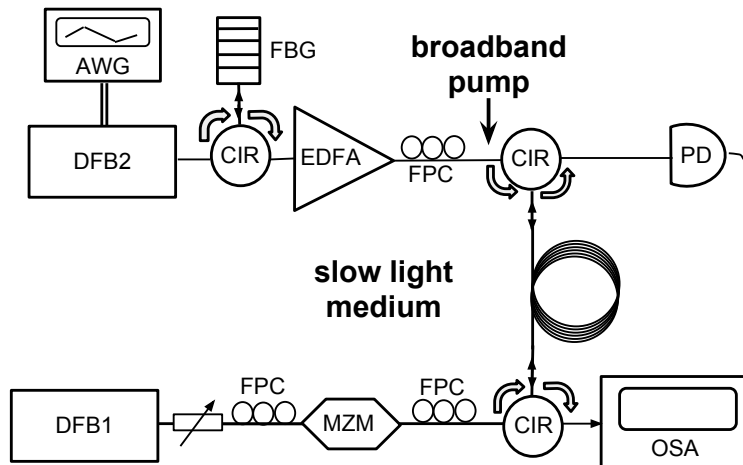 AWG
FBG
broadband
pump
DFB2
CIR
EDFA
FPC
CIR
PD
slow light
medium
DFB1
FPC
MZM
FPC
CIR
OSA